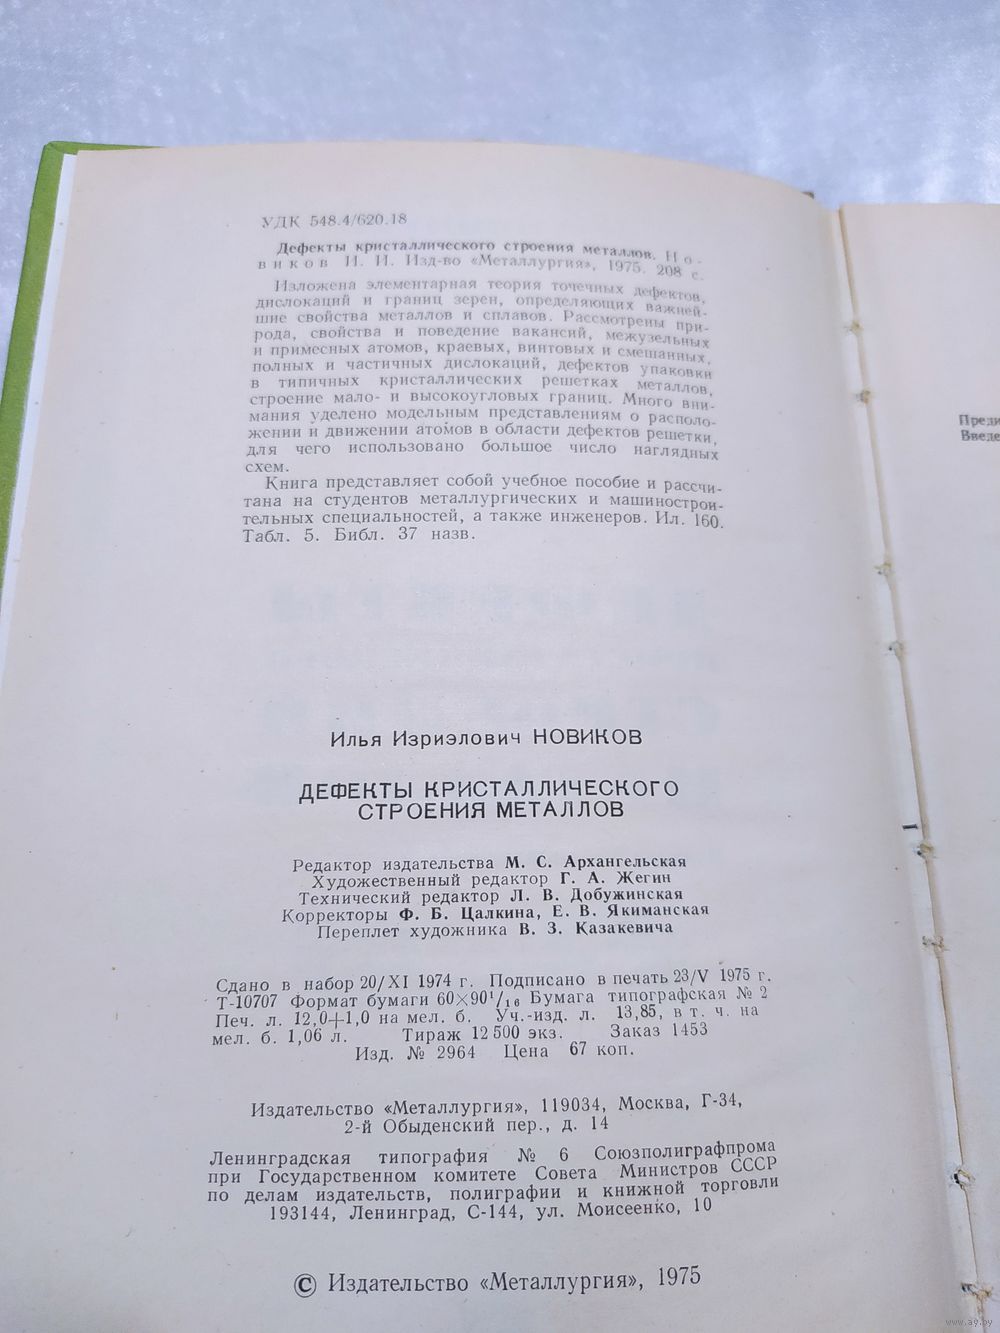 УДК 548.4/620.18
Дефекты кристаллического строения металлов. Но-
виков И. И. Изд-во «Металлургия», 1975. 208 с.
Изложена элементарная теория точечных дефектов,
дислокаций и границ зерен, определяющих важней-
шие свойства металлов и сплавов. Рассмотрены при-
рода, свойства и поведение вакансий, межузельных
и примесных атомов, краевых, винтовых и смешанных,
полных и частичных дислокаций, дефектов упаковки
в типичных кристаллических решетках металлов,
строение мало- и высокоугловых границ. Много вни-
мания уделено модельным представлениям о располо-
жении и движении атомов в области дефектов решетки,
для чего использовано большое число наглядных
схем.
Книга представляет собой учебное пособие и рассчи-
тана на студентов металлургических и машинострои-
тельных специальностей, а также инженеров. Ил. 160.
Табл. 5. Библ. 37 назв.
Илья Изриэлович НОВИКОВ
ДЕФЕКТЫ КРИСТАЛЛИЧЕСКОГО
СТРОЕНИЯ МЕТАЛЛОВ
Редактор издательства М. С. Архангельская
Художественный редактор Г. А. Жегин
Технический редактор Л. В. Добужинская
Корректоры Ф. Б. Цалкина, Е. В. Якиманская
Переплет художника В. З. Казакевича
Сдано в набор 20/XI 1974 г. Подписано в печать 23/V 1975 г.
Т-10707 Формат бумаги 60×90¹/₁₆ Бумага типографская № 2
Печ. л. 12,0+1,0 на мел. б. Уч.-изд. л. 13,85, в т. ч. на
мел. б. 1,06 л. Тираж 12 500 экз. Заказ 1453
Изд. № 2964 Цена 67 коп.
Издательство «Металлургия», 119034, Москва, Г-34,
2-й Обыденский пер., д. 14
Ленинградская типография № 6 Союзполиграфпрома
при Государственном комитете Совета Министров СССР
по делам издательств, полиграфии и книжной торговли
193144, Ленинград, С-144, ул. Моисеенко, 10
© Издательство «Металлургия», 1975
Преди
Введе
www.ay.by